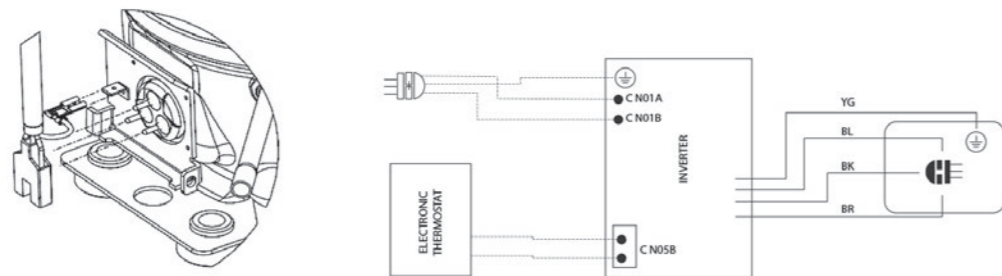 C N01A
C N01B
INVERTER
ELECTRONIC
THERMOSTAT
C N05B
YG
BL
BK
BR